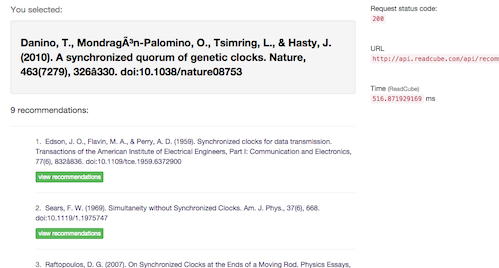 You selected:
Danino, T., MondragÃ³n-Palomino, O., Tsimring, L., & Hasty, J.
(2010). A synchronized quorum of genetic clocks. Nature,
463(7279), 326â330. doi:10.1038/nature08753
9 recommendations:
1. Edson, J. O., Flavin, M. A., & Perry, A. D. (1959). Synchronized clocks for data transmission.
Transactions of the American Institute of Electrical Engineers, Part I: Communication and Electronics,
77(6), 832â836. doi:10.1109/tce.1959.6372900
view recommendations
2. Sears, F. W. (1969). Simultaneity without Synchronized Clocks. Am. J. Phys., 37(6), 668.
doi:10.1119/1.1975747
view recommendations
3. Raftopoulos, D. G. (2007). On Synchronized Clocks at the Ends of a Moving Rod. Physics Essays,
Request status code:
200
URL
http://api.readcube.com/api/recom
Time (ReadCube)
516.871929169 ms